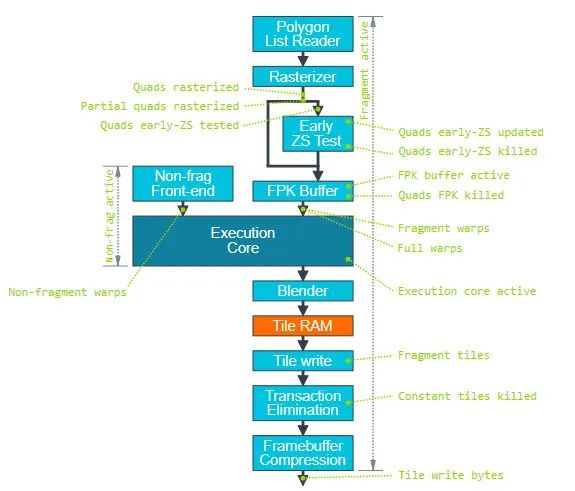 Polygon
List Reader
Fragment active
Rasterizer
Quads rasterized
Partial quads rasterized
Quads early-ZS tested
Early
ZS Test
Quads early-ZS updated
Quads early-ZS killed
Non-frag active
Non-frag
Front-end
FPK Buffer
FPK buffer active
Quads FPK killed
Fragment warps
Full warps
Execution
Core
Non-fragment warps
Execution core active
Blender
Tile RAM
Tile write
Fragment tiles
Transaction
Elimination
Constant tiles killed
Framebuffer
Compression
Tile write bytes